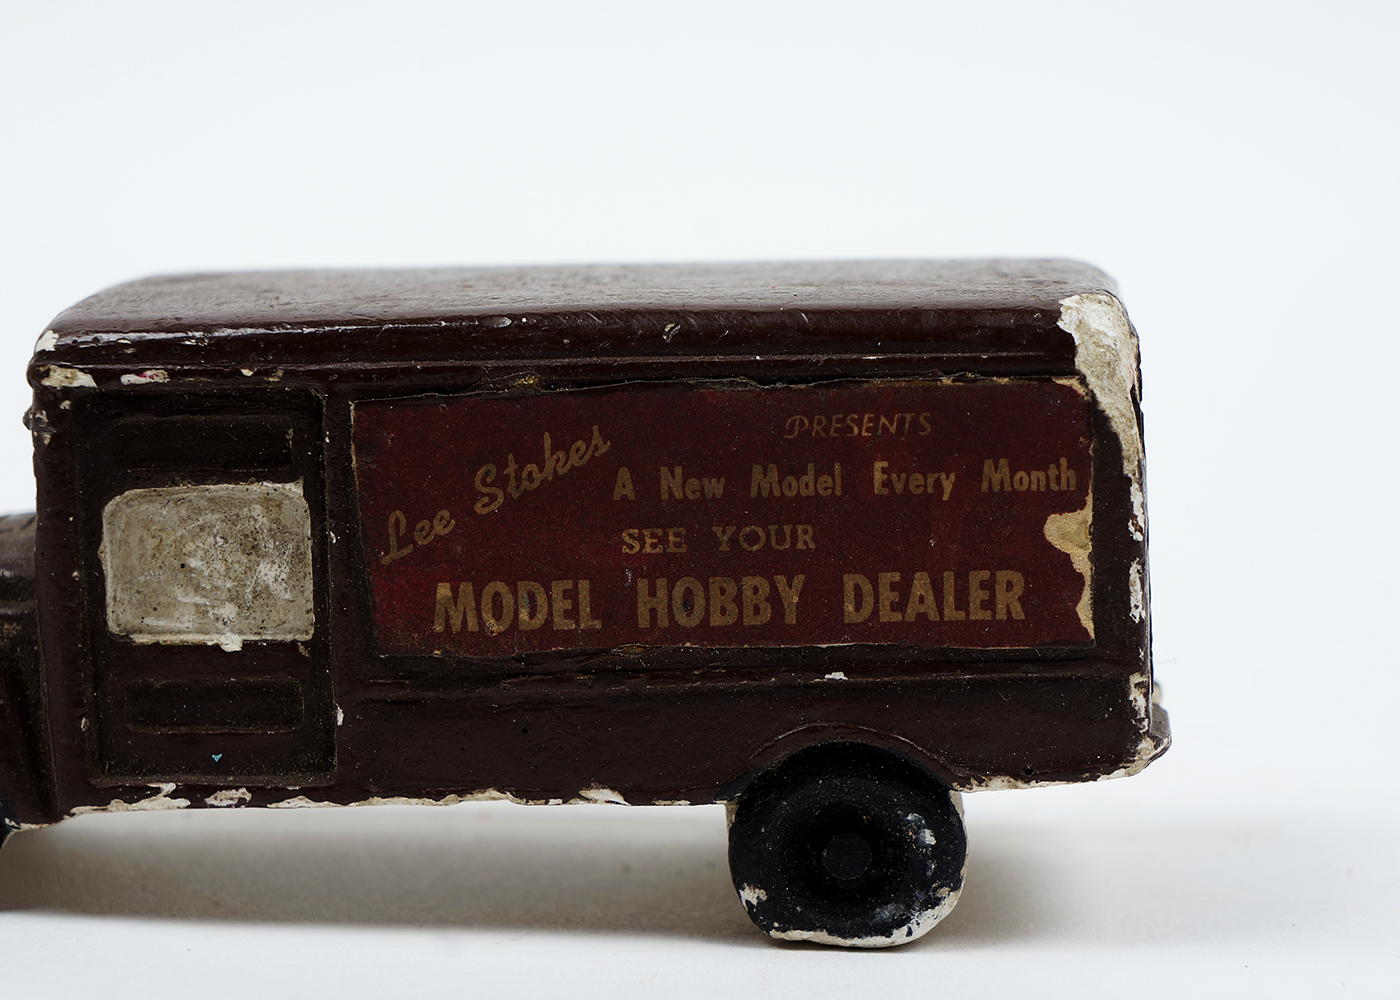 Lee Stokes
PRESENTS
A New Model Every Month
SEE YOUR
MODEL HOBBY DEALER